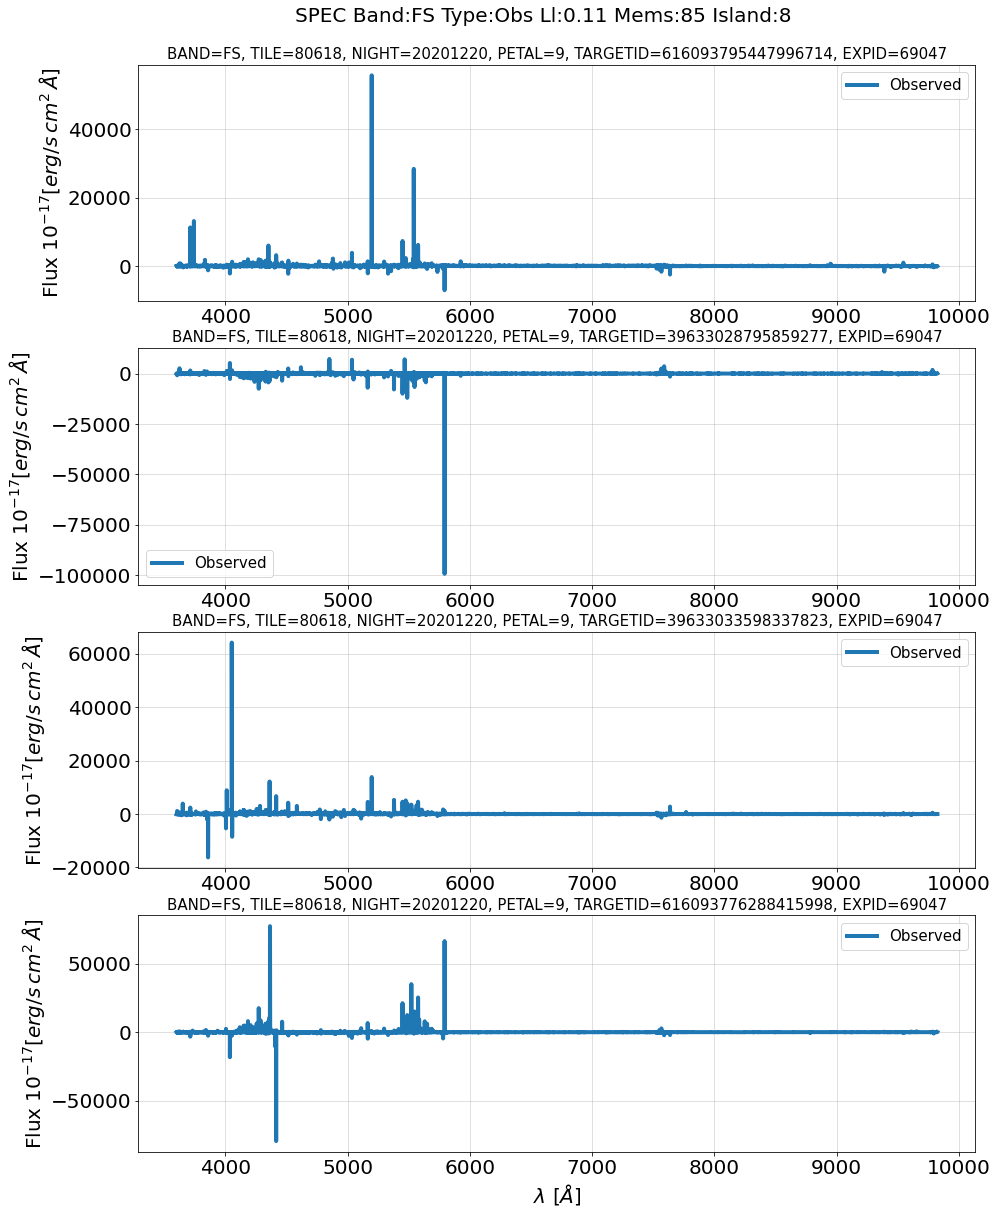 SPEC Band:FS Type:Obs Ll:0.11 Mems:85 Island:8
BAND=FS, TILE=80618, NIGHT=20201220, PETAL=9, TARGETID=616093795447996714, EXPID=69047
Flux 10^{-17}[erg/s cm^2 Å]
40000
20000
0
Observed
4000 5000 6000 7000 8000 9000 10000
BAND=FS, TILE=80618, NIGHT=20201220, PETAL=9, TARGETID=39633028795859277, EXPID=69047
Flux 10^{-17}[erg/s cm^2 Å]
0
−25000
−50000
−75000
−100000
Observed
4000 5000 6000 7000 8000 9000 10000
BAND=FS, TILE=80618, NIGHT=20201220, PETAL=9, TARGETID=39633033598337823, EXPID=69047
Flux 10^{-17}[erg/s cm^2 Å]
60000
40000
20000
0
−20000
Observed
4000 5000 6000 7000 8000 9000 10000
BAND=FS, TILE=80618, NIGHT=20201220, PETAL=9, TARGETID=616093776288415998, EXPID=69047
Flux 10^{-17}[erg/s cm^2 Å]
50000
0
−50000
Observed
4000 5000 6000 7000 8000 9000 10000
λ [Å]